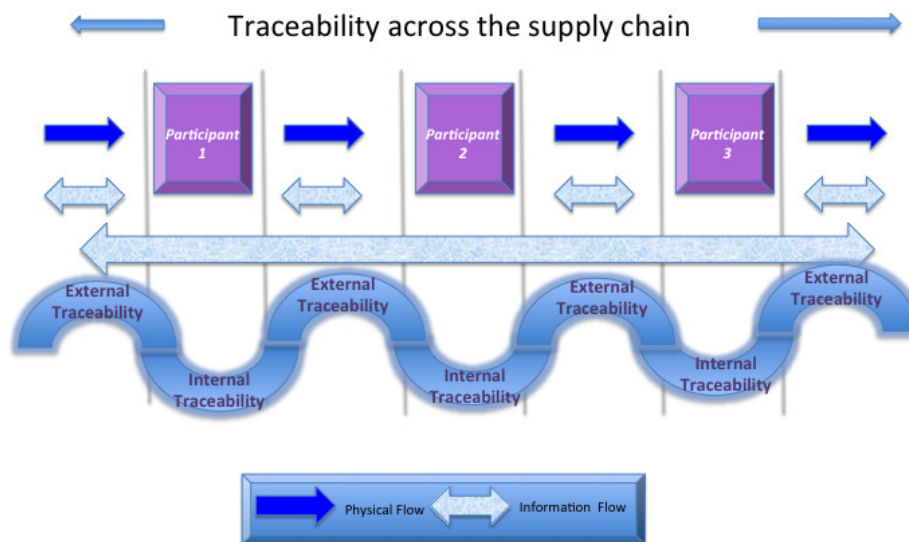 Traceability across the supply chain
Participant
1
Participant
2
Participant
3
External
Traceability
External
Traceability
External
Traceability
External
Traceability
Internal
Traceability
Internal
Traceability
Internal
Traceability
Physical Flow
Information Flow